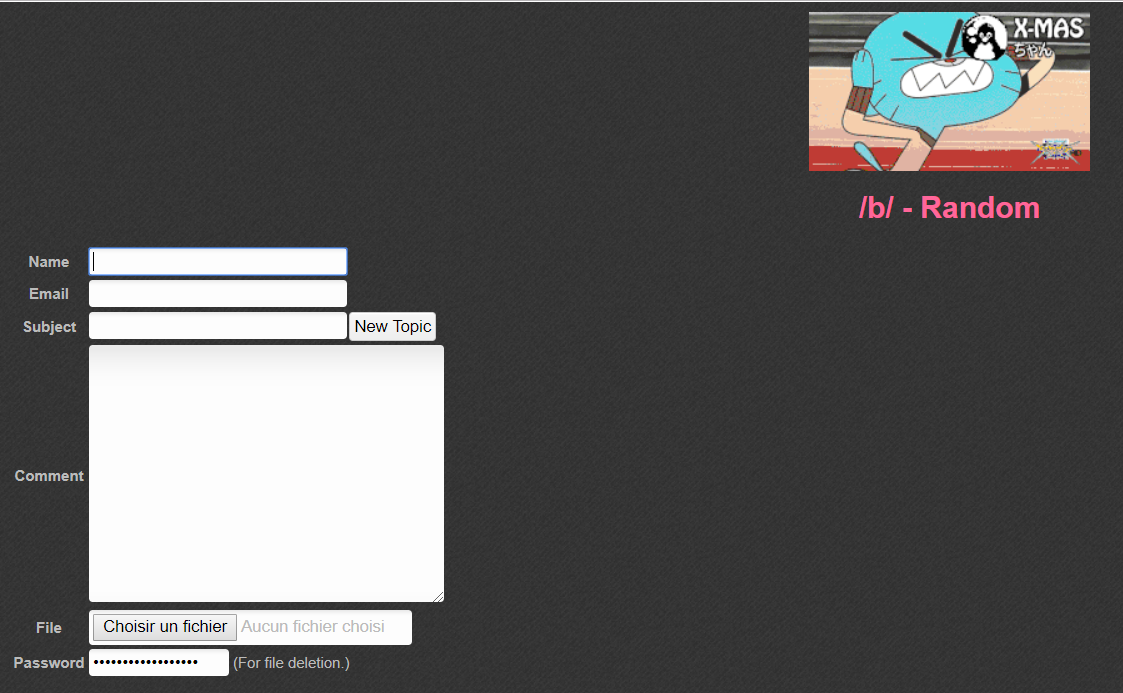 X-MAS
ちゃん
/b/ - Random
Name
Email
Subject
New Topic
Comment
File
Choisir un fichier Aucun fichier choisi
Password
(For file deletion.)